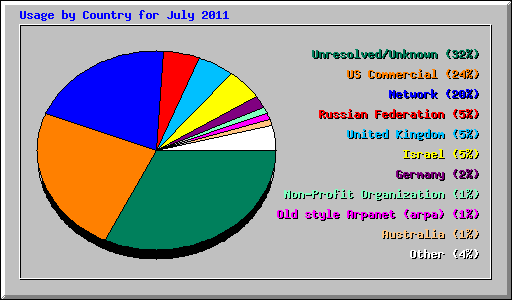 Usage by Country for July 2011
Unresolved/Unknown (32%)
US Commercial (24%)
Network (20%)
Russian Federation (5%)
United Kingdom (5%)
Israel (5%)
Germany (2%)
Non-Profit Organization (1%)
Old style Arpanet (arpa) (1%)
Australia (1%)
Other (4%)